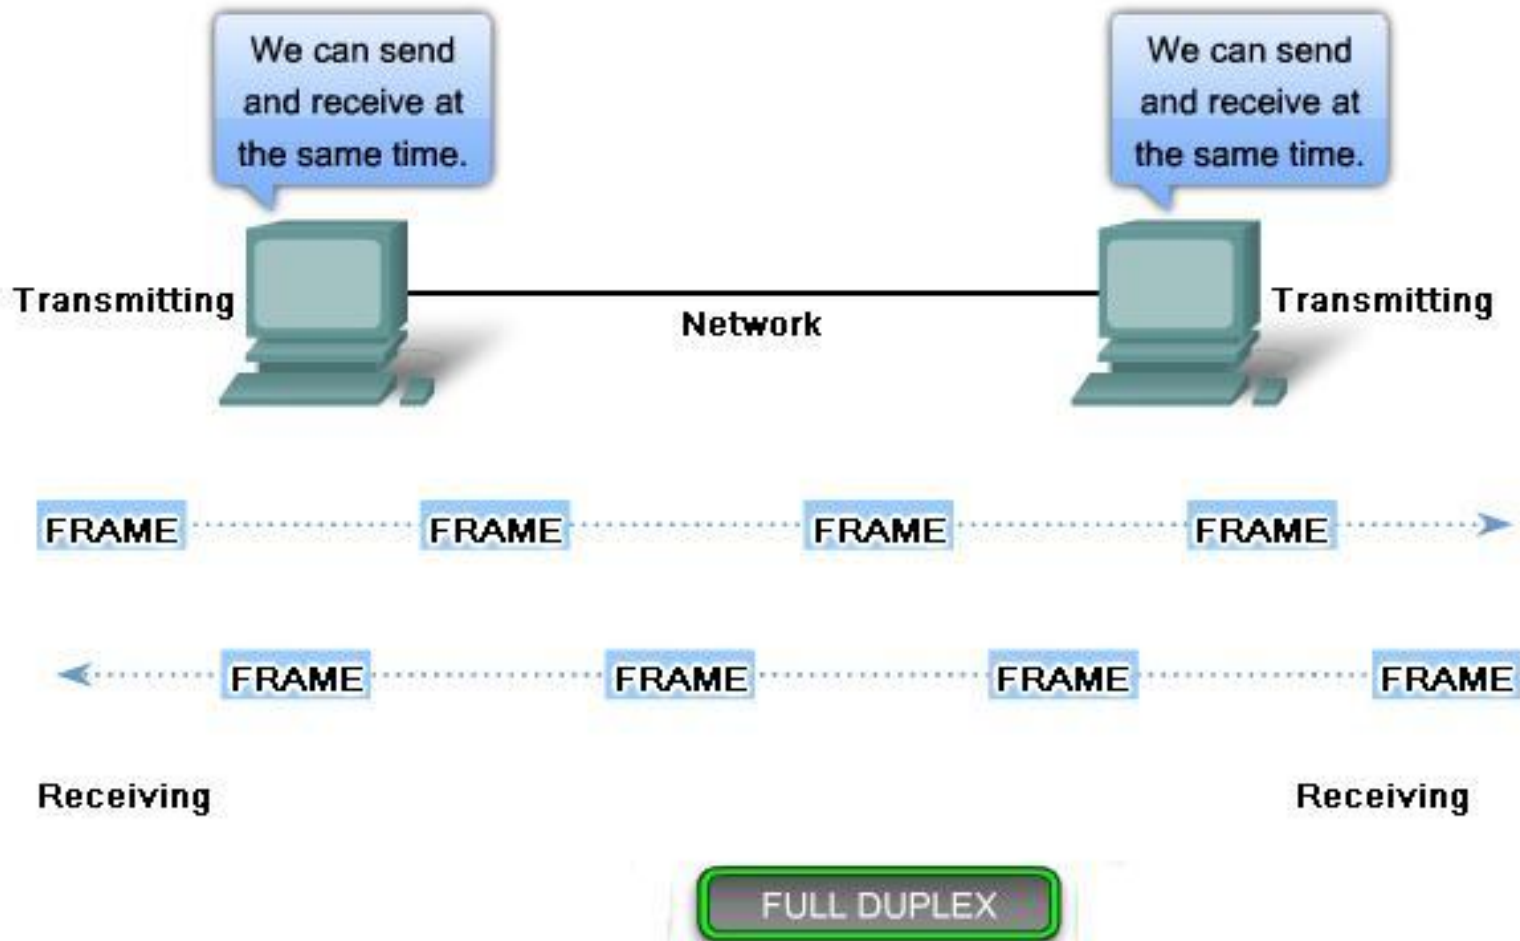 We can send
and receive at
the same time.
We can send
and receive at
the same time.
Transmitting
Transmitting
Network
FRAME FRAME FRAME FRAME
FRAME FRAME FRAME FRAME
Receiving
Receiving
FULL DUPLEX